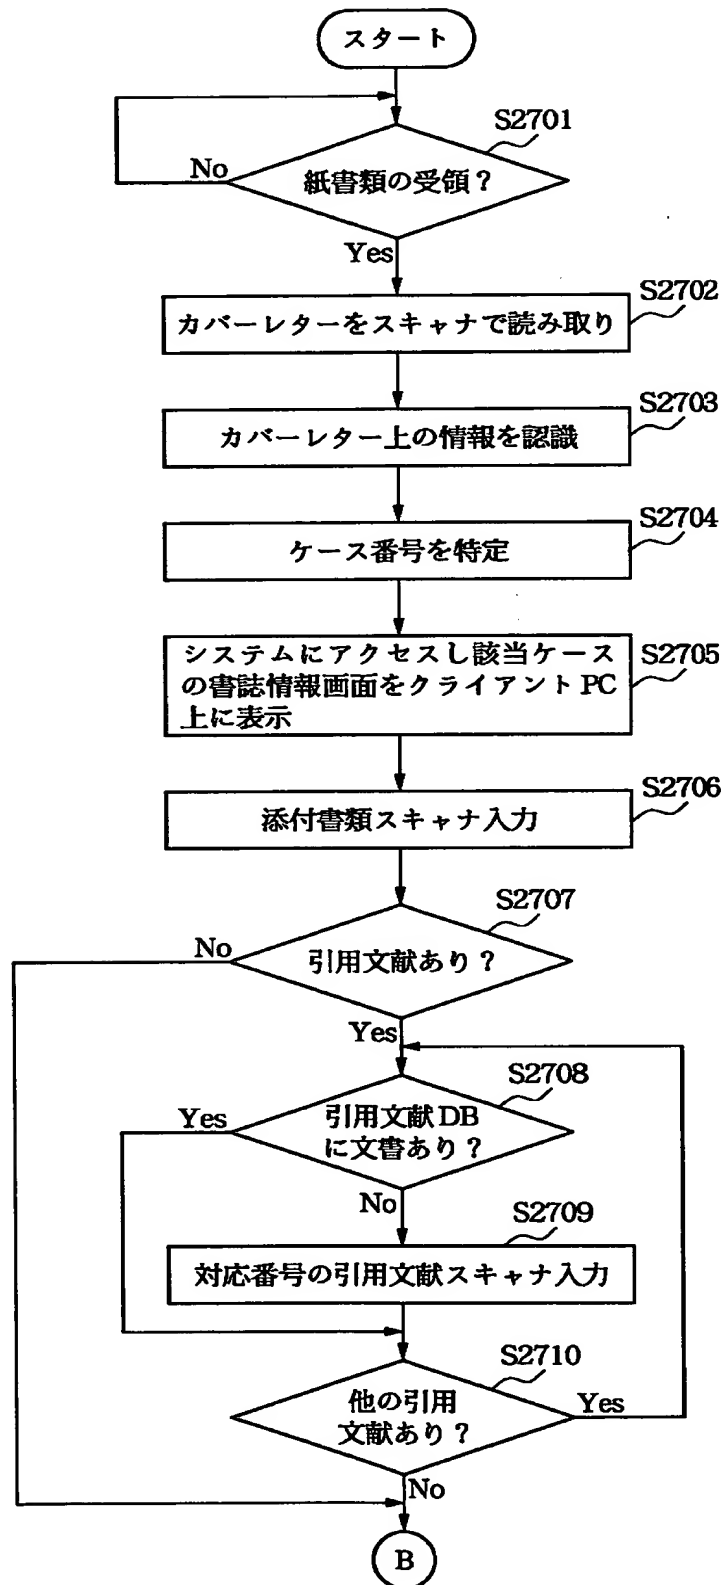 スタート
S2701
No
紙書類の受領？
Yes
S2702
カバーレターをスキャナで読み取り
S2703
カバーレター上の情報を認識
S2704
ケース番号を特定
S2705
システムにアクセスし該当ケース
の書誌情報画面をクライアントPC
上に表示
S2706
添付書類スキャナ入力
S2707
No
引用文献あり？
Yes
S2708
Yes
引用文献DB
に文書あり？
No
S2709
対応番号の引用文献スキャナ入力
S2710
他の引用
文献あり？
Yes
No
B